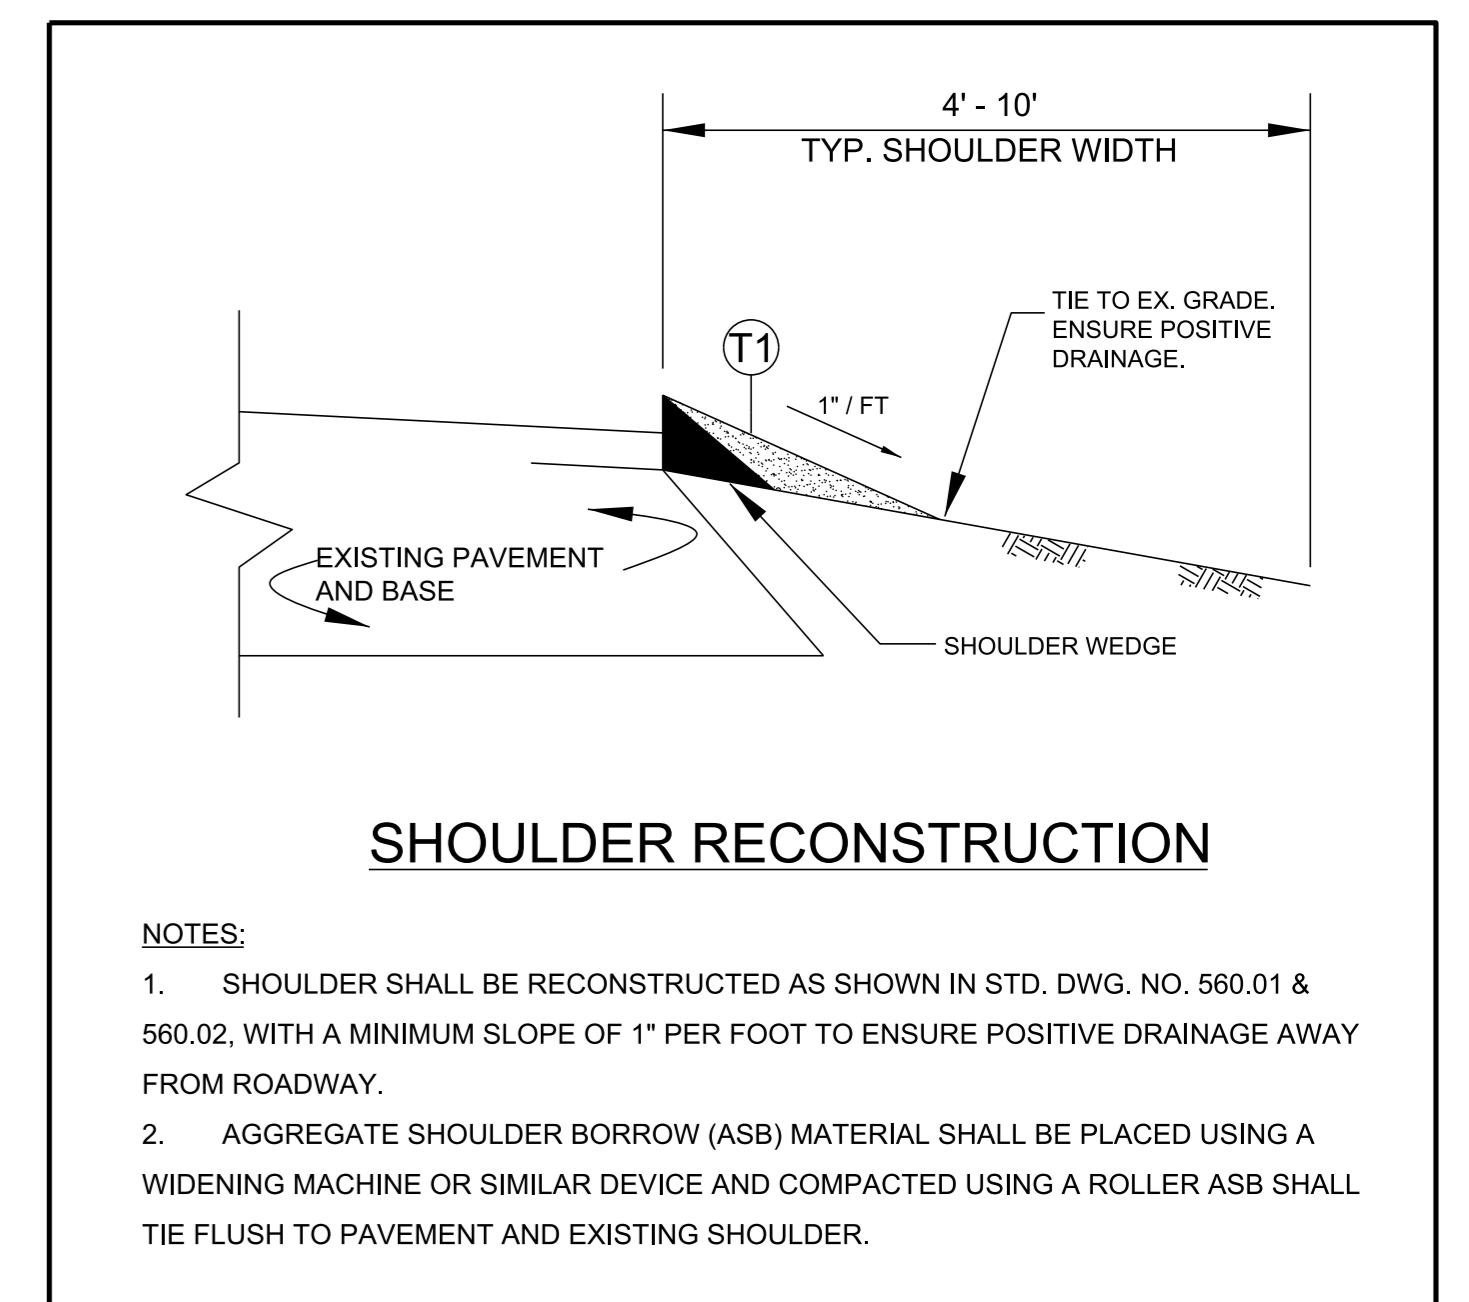 4' - 10'
TYP. SHOULDER WIDTH
TIE TO EX. GRADE.
ENSURE POSITIVE
DRAINAGE.
T1
1" / FT
EXISTING PAVEMENT
AND BASE
SHOULDER WEDGE
SHOULDER RECONSTRUCTION
NOTES:
1. SHOULDER SHALL BE RECONSTRUCTED AS SHOWN IN STD. DWG. NO. 560.01 &
560.02, WITH A MINIMUM SLOPE OF 1" PER FOOT TO ENSURE POSITIVE DRAINAGE AWAY
FROM ROADWAY.
2. AGGREGATE SHOULDER BORROW (ASB) MATERIAL SHALL BE PLACED USING A
WIDENING MACHINE OR SIMILAR DEVICE AND COMPACTED USING A ROLLER ASB SHALL
TIE FLUSH TO PAVEMENT AND EXISTING SHOULDER.